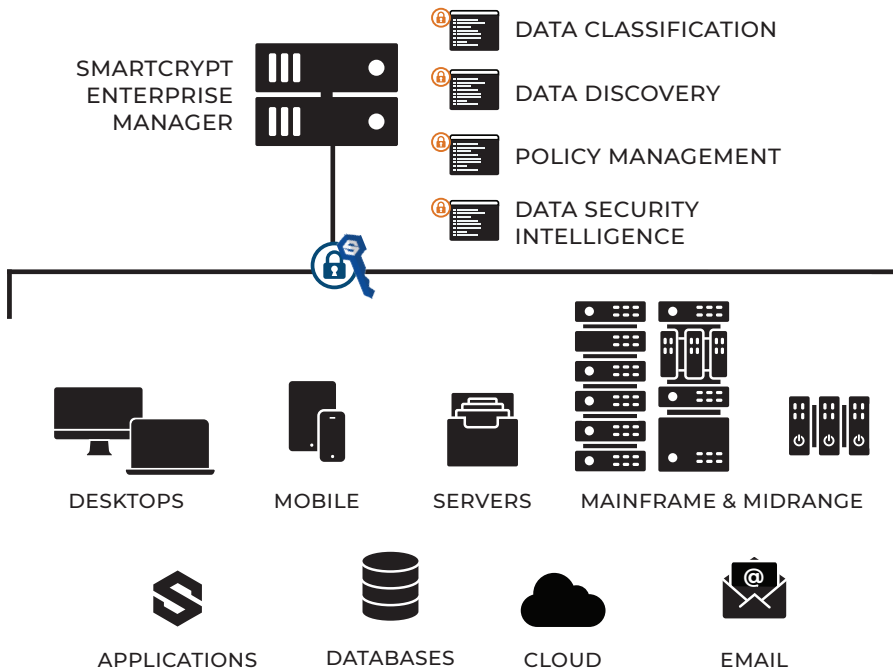 SMARTCRYPT
ENTERPRISE
MANAGER
DATA CLASSIFICATION
DATA DISCOVERY
POLICY MANAGEMENT
DATA SECURITY
INTELLIGENCE
DESKTOPS
MOBILE
SERVERS
MAINFRAME & MIDRANGE
@
APPLICATIONS
DATABASES
CLOUD
EMAIL